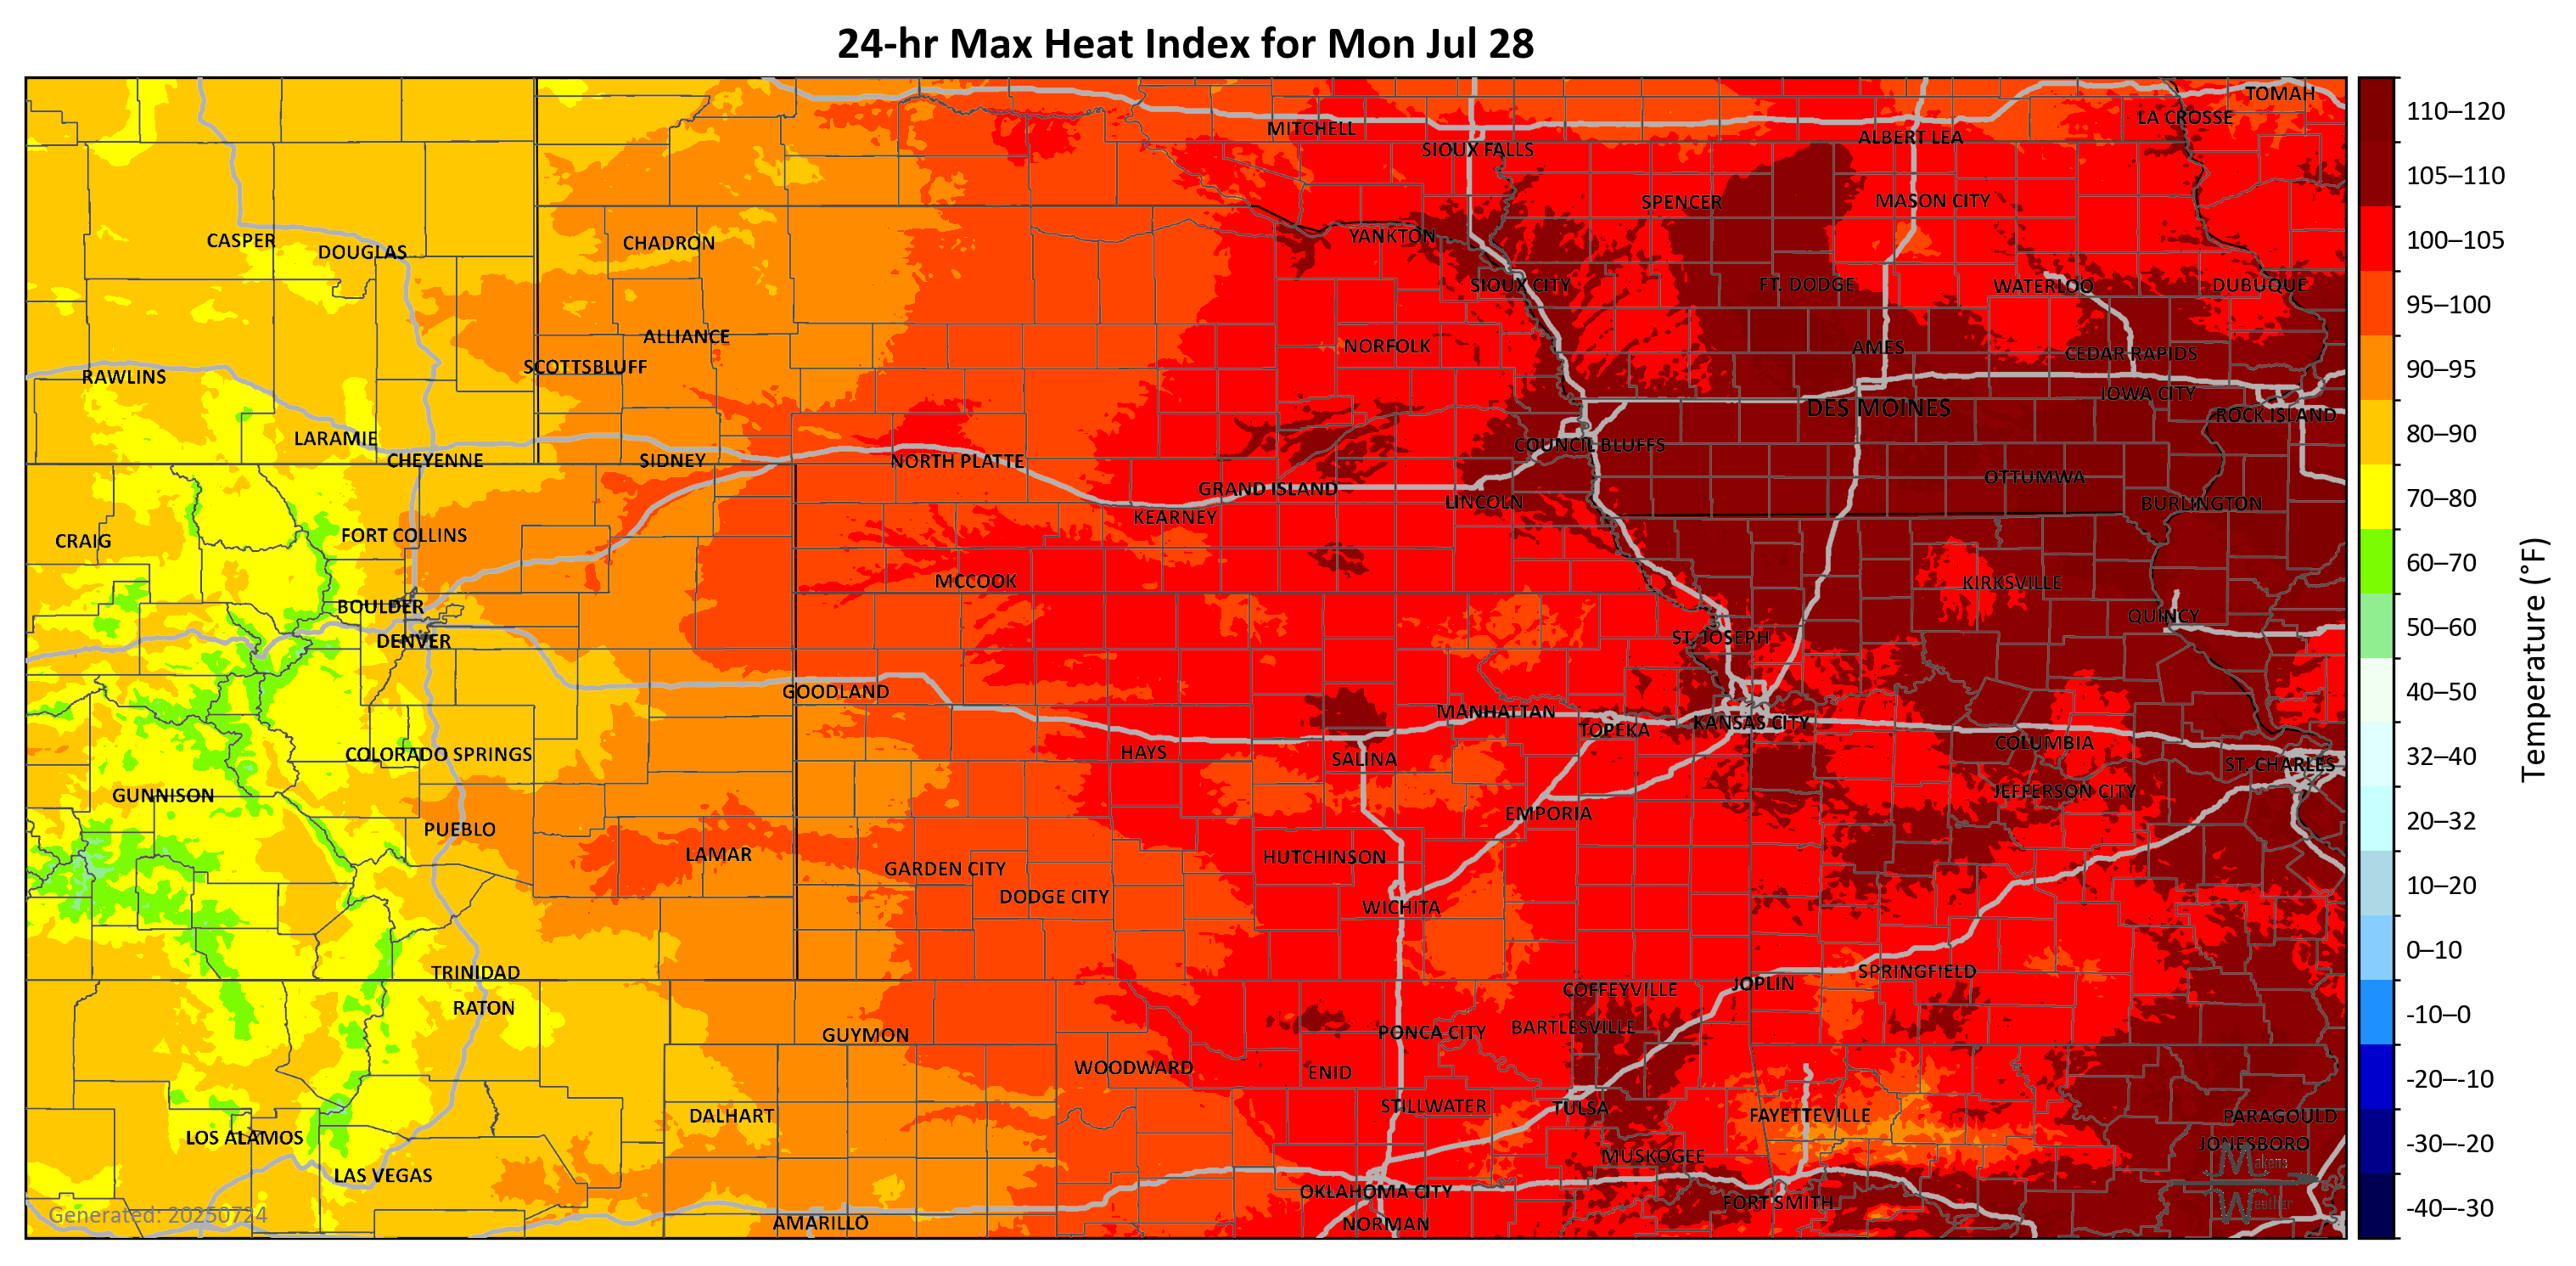 24-hr Max Heat Index for Mon Jul 28
TOMAH
LA CROSSE
MITCHELL
ALBERT LEA
SIOUX FALLS
SPENCER
MASON CITY
YANKTON
CASPER
CHADRON
DOUGLAS
SIOUX CITY
FT. DODGE
WATERLOO
DUBUQUE
ALLIANCE
NORFOLK
AMES
CEDAR RAPIDS
SCOTTSBLUFF
RAWLINS
IOWA CITY
DES MOINES
ROCK ISLAND
LARAMIE
COUNCIL BLUFFS
CHEYENNE
SIDNEY
NORTH PLATTE
OTTUMWA
GRAND ISLAND
LINCOLN
BURLINGTON
KEARNEY
FORT COLLINS
CRAIG
MCCOOK
KIRKSVILLE
BOULDER
QUINCY
DENVER
ST. JOSEPH
GOODLAND
MANHATTAN
KANSAS CITY
TOPEKA
COLUMBIA
COLORADO SPRINGS
HAYS
SALINA
ST. CHARLES
GUNNISON
JEFFERSON CITY
EMPORIA
PUEBLO
LAMAR
HUTCHINSON
GARDEN CITY
DODGE CITY
WICHITA
TRINIDAD
SPRINGFIELD
JOPLIN
COFFEYVILLE
RATON
BARTLESVILLE
PONCA CITY
GUYMON
WOODWARD
ENID
STILLWATER
TULSA
DALHART
FAYETTEVILLE
PARAGOULD
LOS ALAMOS
JONESBORO
MUSKOGEE
LAS VEGAS
OKLAHOMA CITY
FORT SMITH
AMARILLO
NORMAN
Makens
Weather
Generated: 20250724
110–120
105–110
100–105
95–100
90–95
80–90
70–80
60–70
50–60
40–50
32–40
20–32
10–20
0–10
-10–0
-20–-10
-30–-20
-40–-30
Temperature (°F)